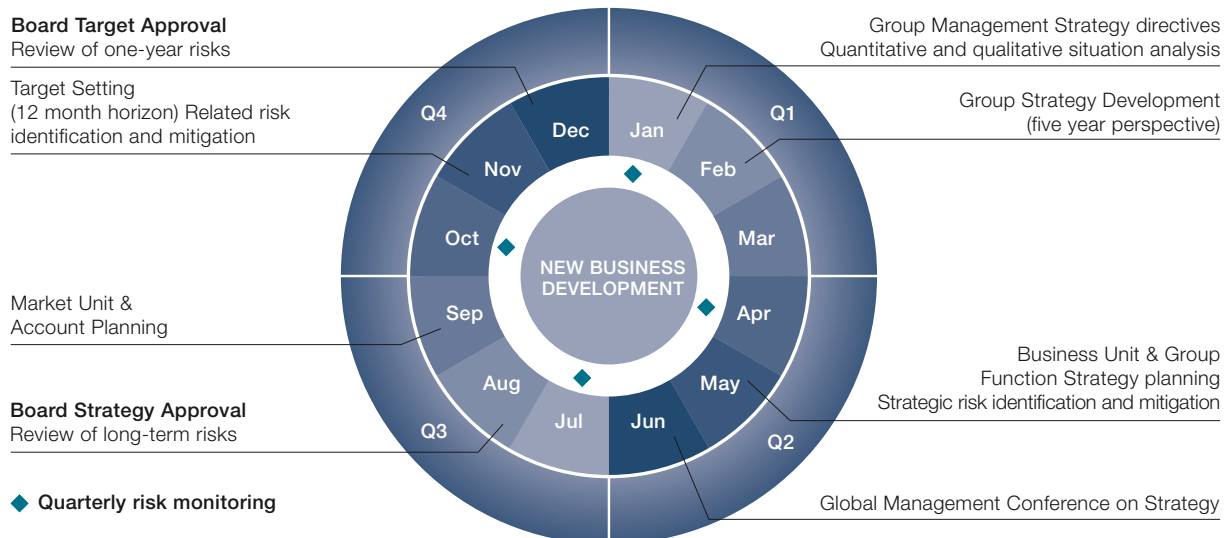 Board Target Approval
Review of one-year risks
Target Setting
(12 month horizon) Related risk
identification and mitigation
Market Unit &
Account Planning
Board Strategy Approval
Review of long-term risks
Quarterly risk monitoring
Group Management Strategy directives
Quantitative and qualitative situation analysis
Group Strategy Development
(five year perspective)
Business Unit & Group
Function Strategy planning
Strategic risk identification and mitigation
Global Management Conference on Strategy
Q1
Q2
Q3
Q4
Jan
Feb
Mar
Apr
May
Jun
Jul
Aug
Sep
Oct
Nov
Dec
NEW BUSINESS
DEVELOPMENT